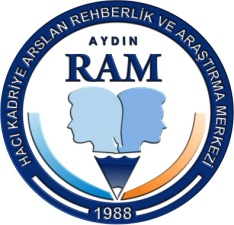 HACI KADRİYE ARSLAN REHBERLİK VE ARAŞTIRMA MERKEZİ
AYDIN
RAM
1988